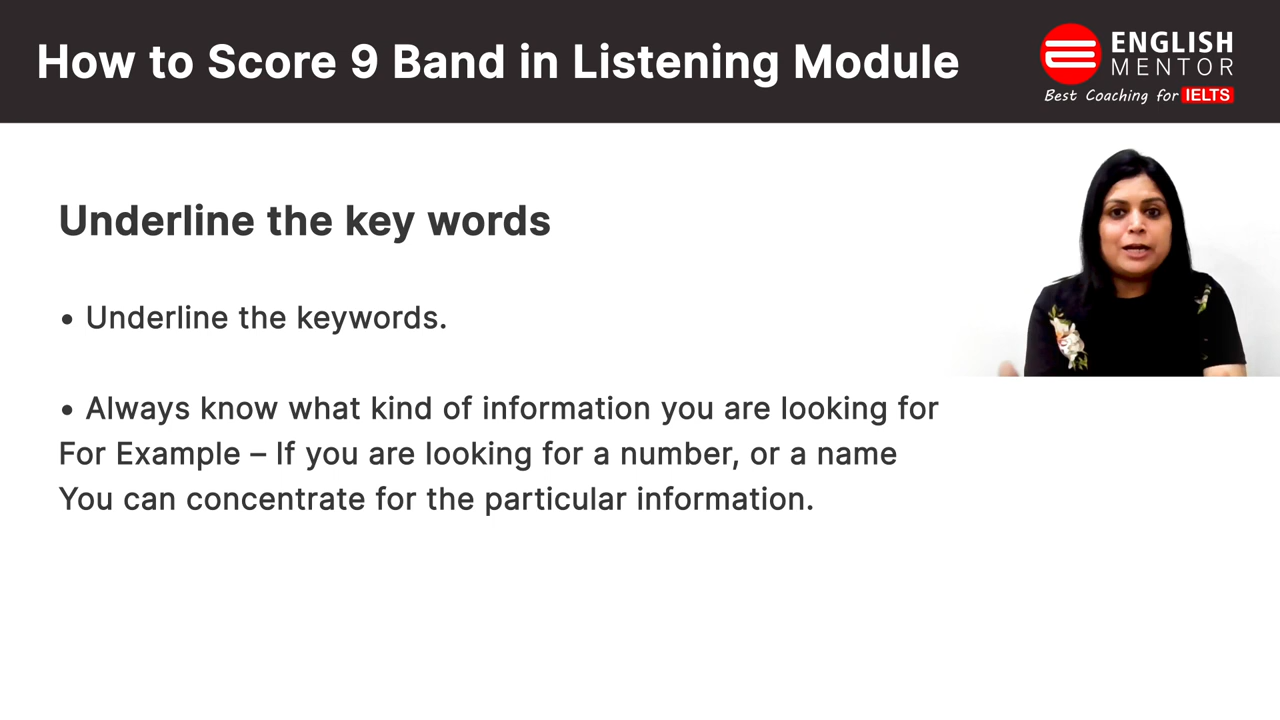 How to Score 9 Band in Listening Module
ENGLISH
MENTOR
Best Coaching for IELTS
Underline the key words
• Underline the keywords.
• Always know what kind of information you are looking for
For Example – If you are looking for a number, or a name
You can concentrate for the particular information.